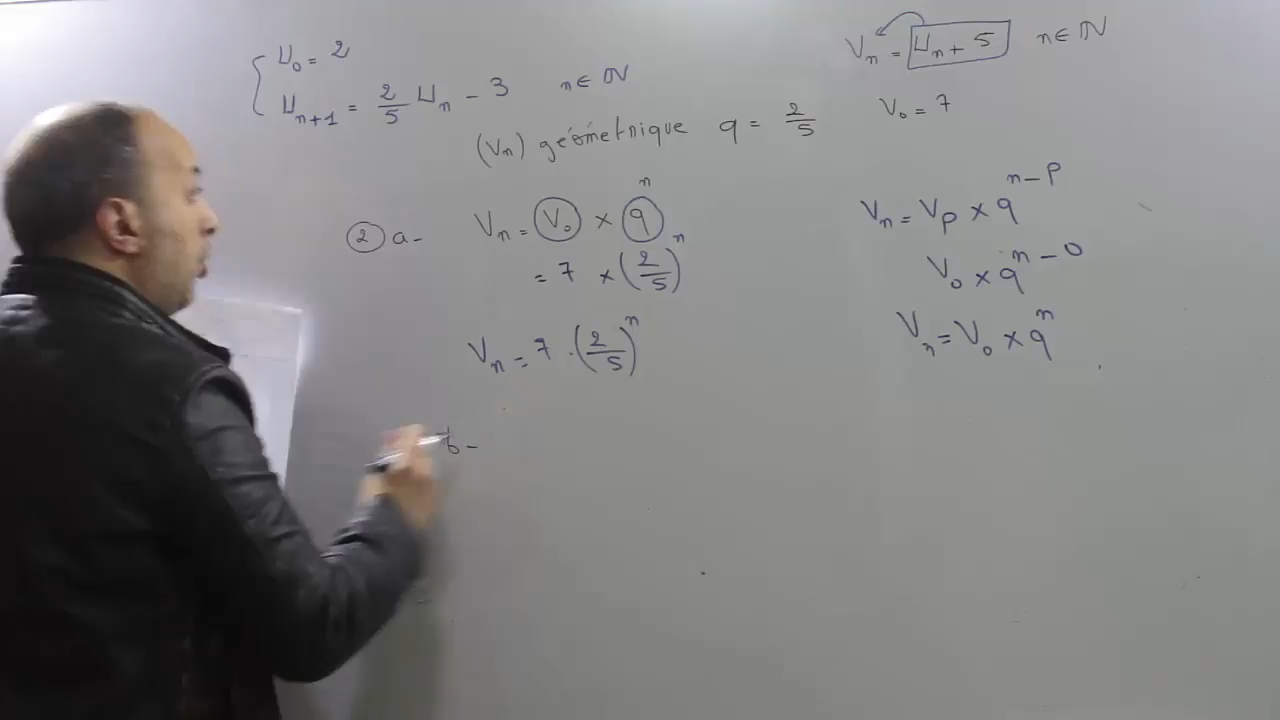 U₀ = 2
Uₙ₊₁ = 2/5 Uₙ - 3 n ∈ ℕ
Vₙ = Uₙ + 5 n ∈ ℕ
(Vₙ) géométrique q = 2/5 V₀ = 7
② a- Vₙ = V₀ × qⁿ
= 7 × (2/5)ⁿ
Vₙ = 7 . (2/5)ⁿ
b-
Vₙ = Vₚ × qⁿ⁻ᵖ
V₀ × qⁿ⁻⁰
Vₙ = V₀ × qⁿ